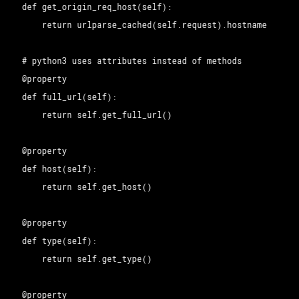 def get_origin_req_host(self):
return urlparse_cached(self.request).hostname
# python3 uses attributes instead of methods
@property
def full_url(self):
return self.get_full_url()
@property
def host(self):
return self.get_host()
@property
def type(self):
return self.get_type()
@property